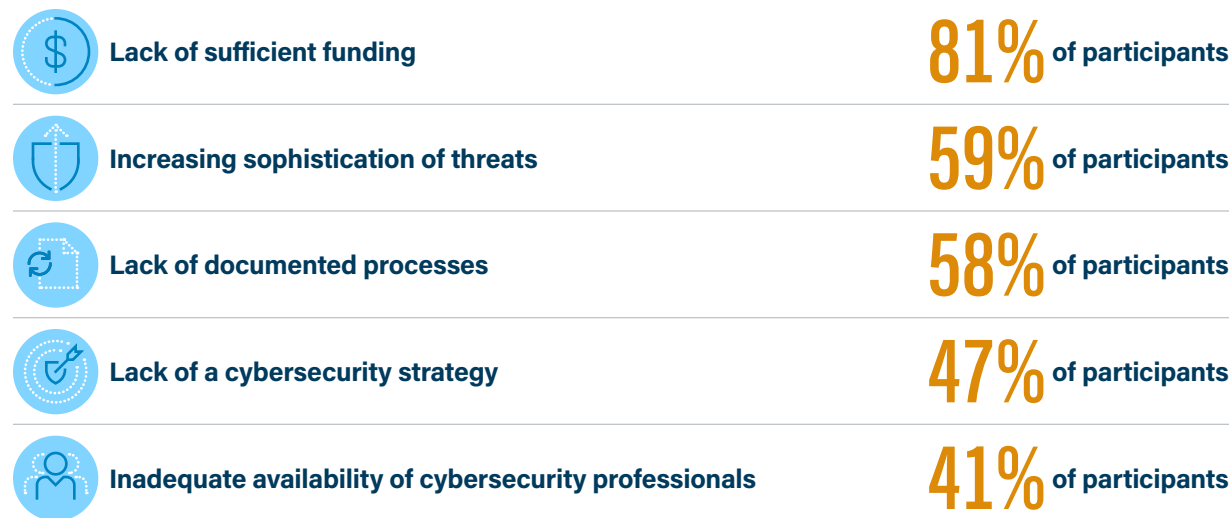 Lack of sufficient funding 81% of participants
Increasing sophistication of threats 59% of participants
Lack of documented processes 58% of participants
Lack of a cybersecurity strategy 47% of participants
Inadequate availability of cybersecurity professionals 41% of participants